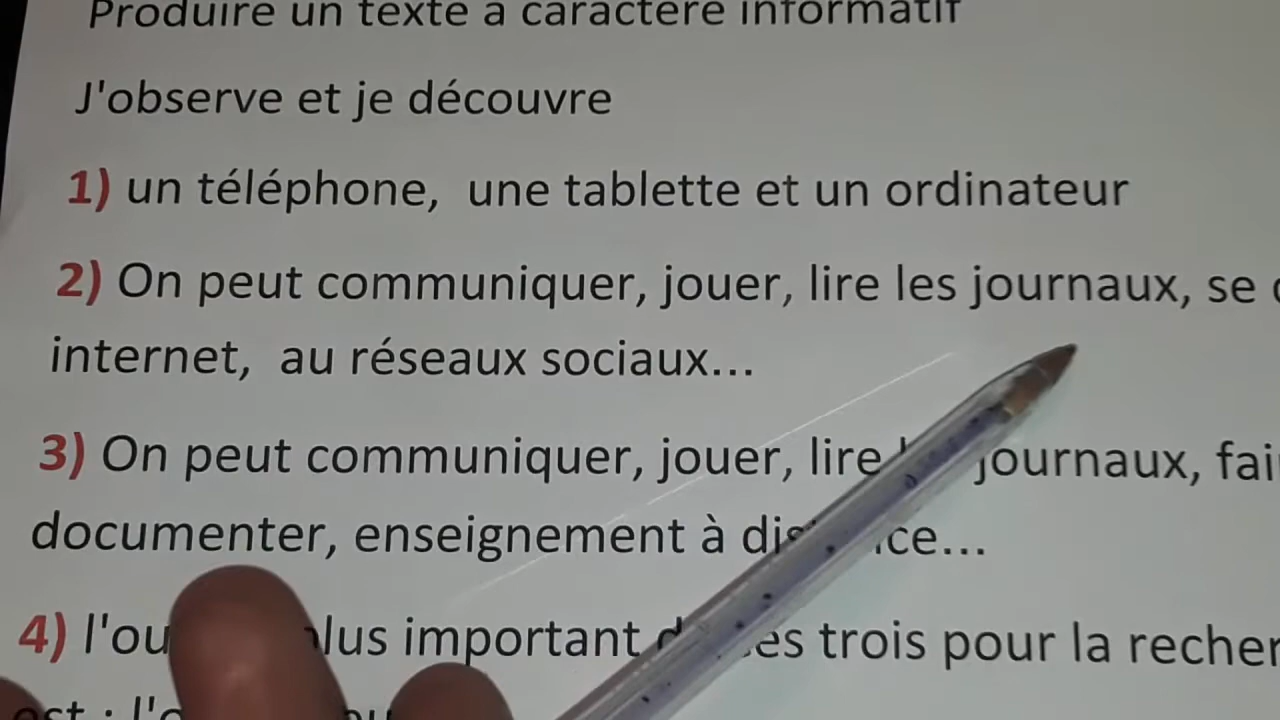 Produire un texte à caractère informatif
J'observe et je découvre
1) un téléphone, une tablette et un ordinateur
2) On peut communiquer, jouer, lire les journaux, se
internet, au réseaux sociaux...
3) On peut communiquer, jouer, lire journaux,
documenter, enseignement à
4) plus important trois pour la